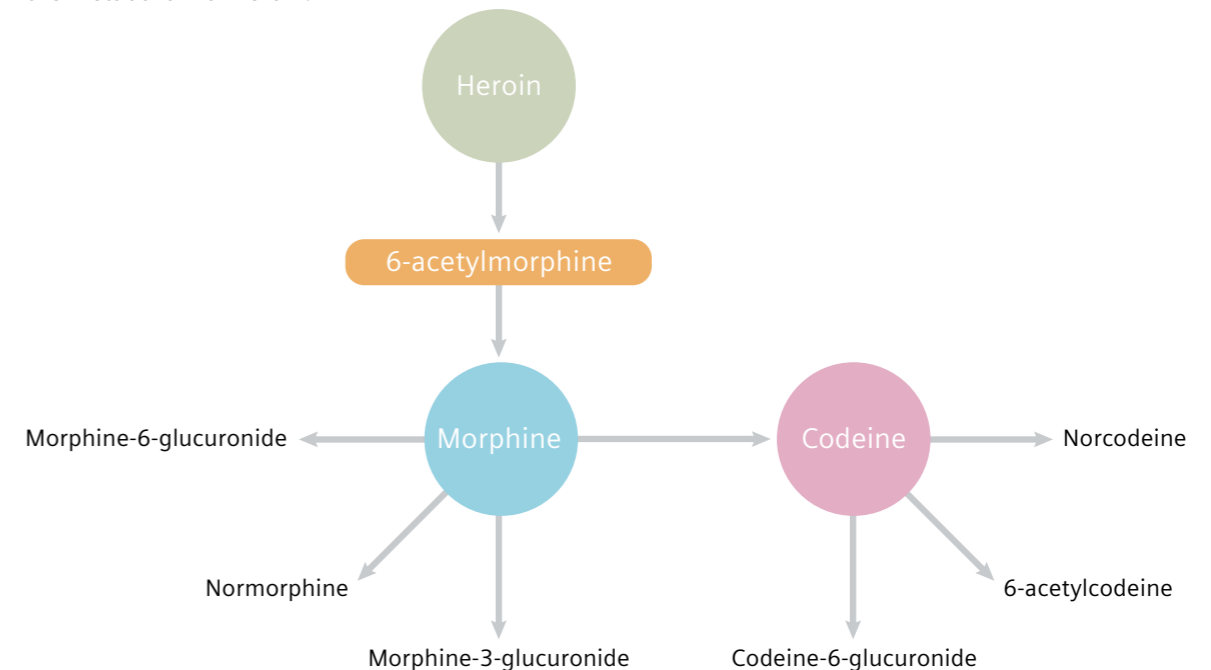 Heroin
6-acetylmorphine
Morphine-6-glucuronide
Morphine
Codeine
Norcodeine
Normorphine
6-acetylcodeine
Morphine-3-glucuronide
Codeine-6-glucuronide